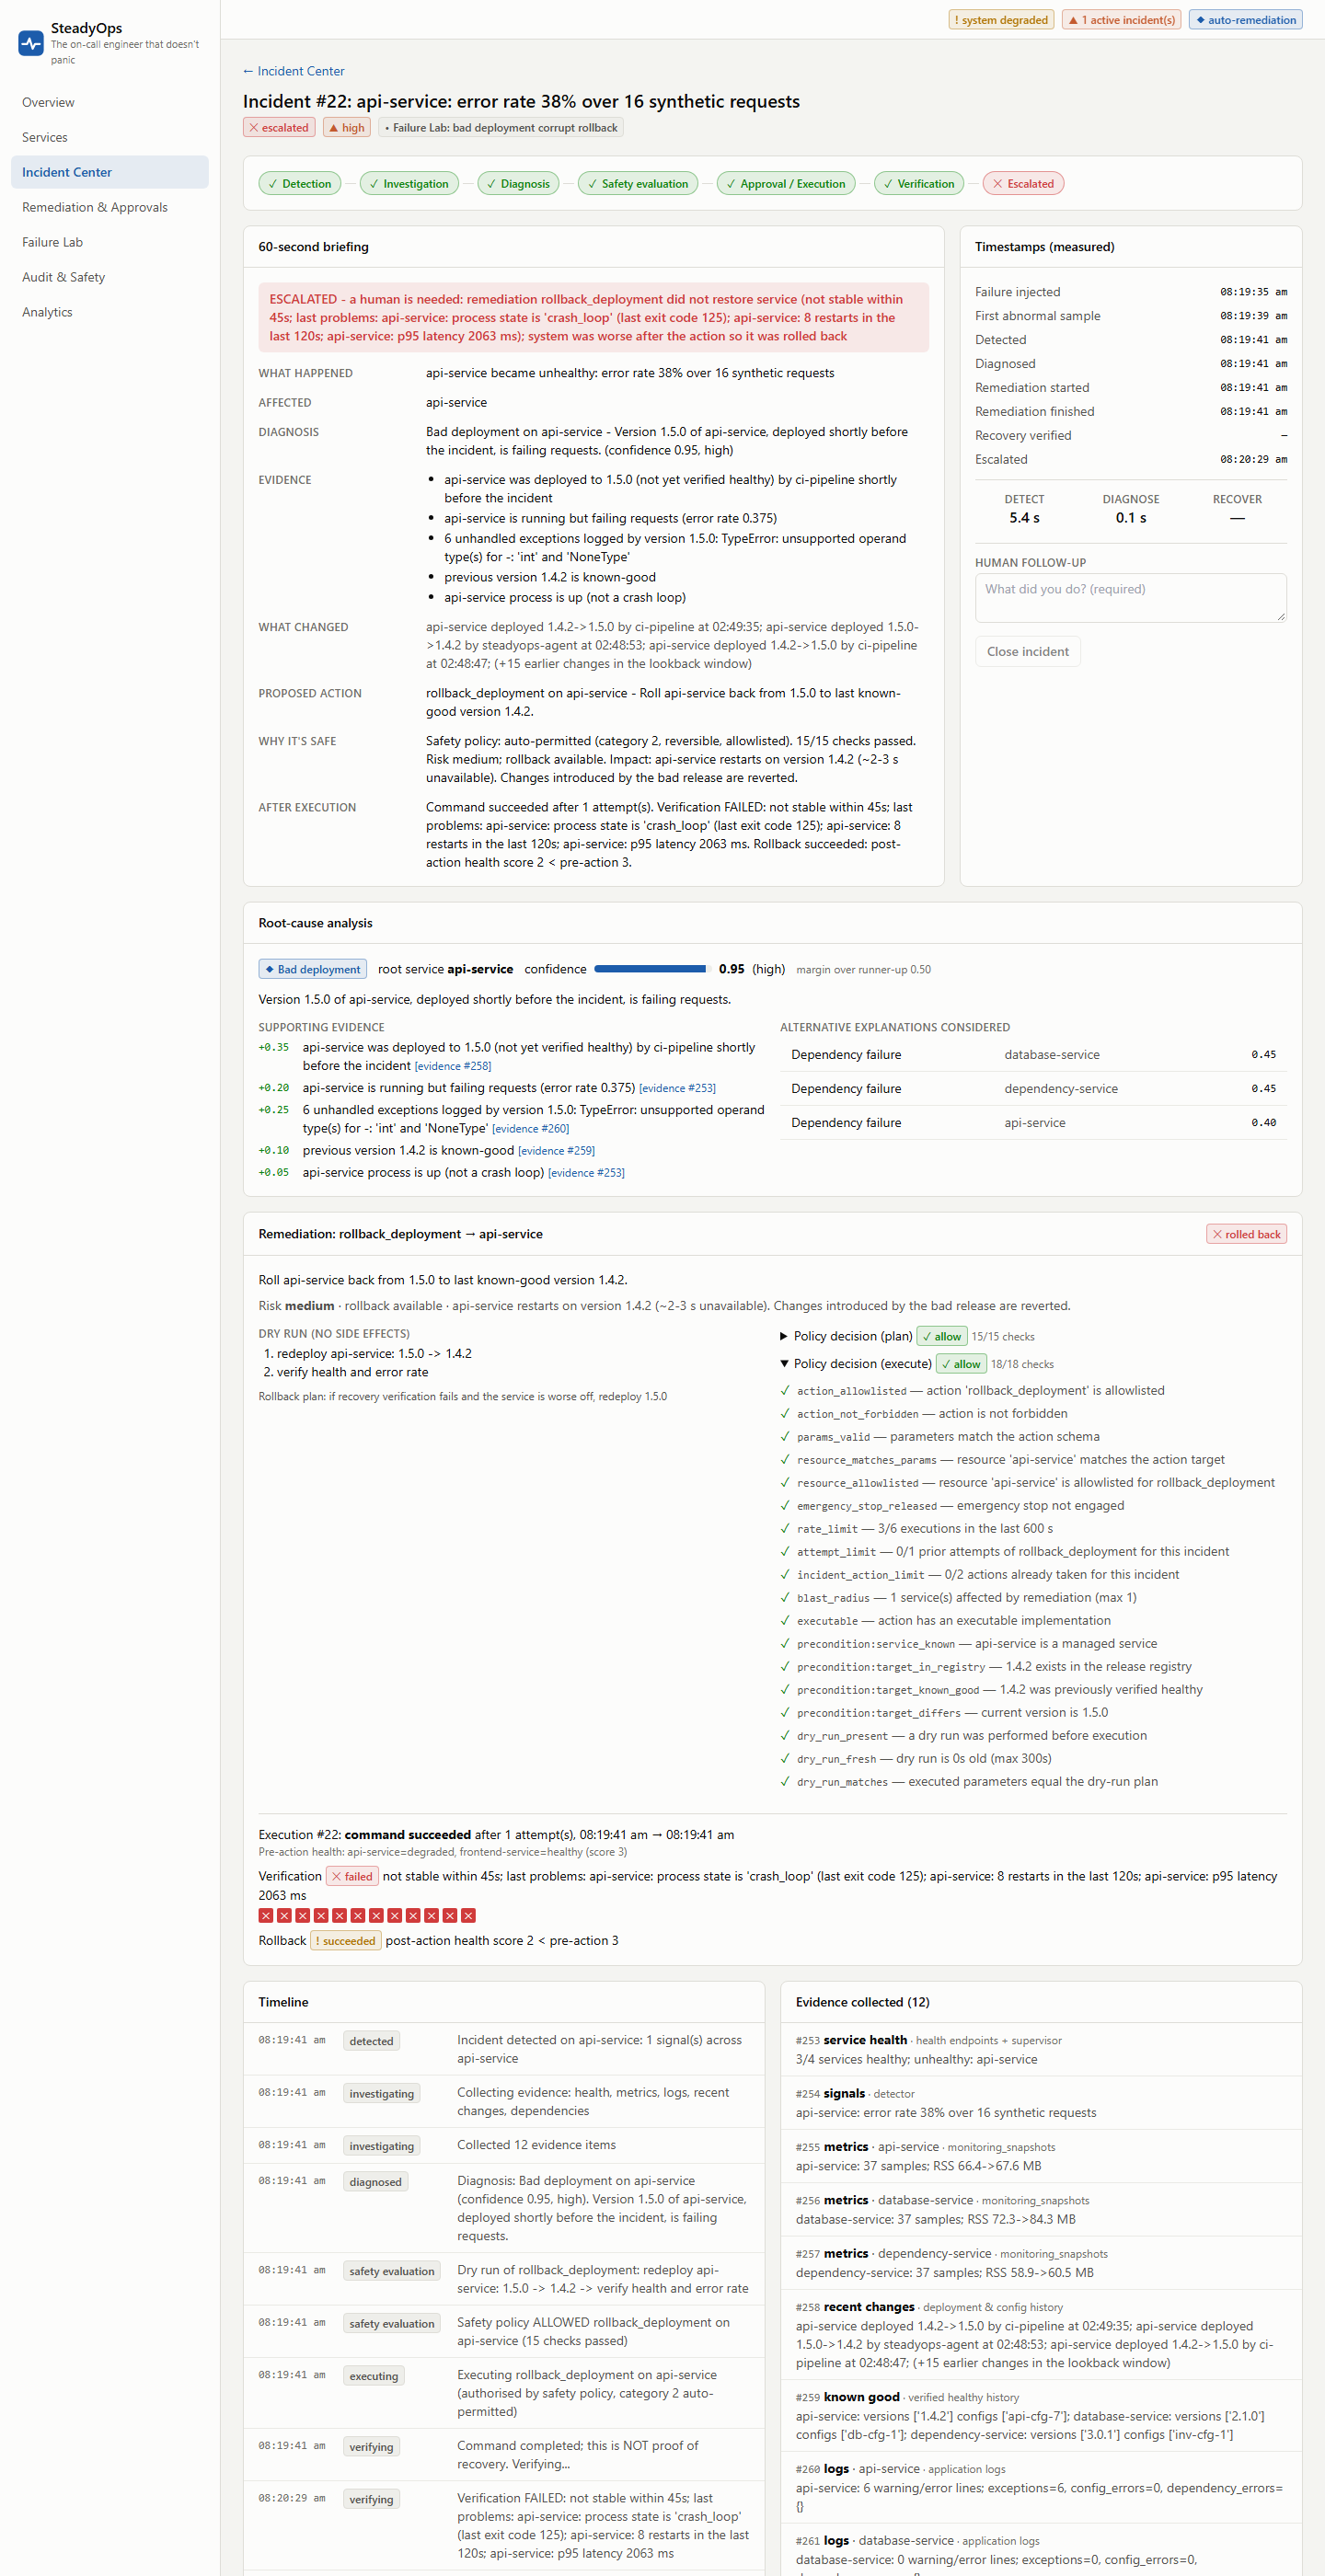 SteadyOps
The on-call engineer that doesn't
panic
Overview
Services
Incident Center
Remediation & Approvals
Failure Lab
Audit & Safety
Analytics
! system degraded
▲ 1 active incident(s)
◆ auto-remediation
← Incident Center
Incident #22: api-service: error rate 38% over 16 synthetic requests
✕ escalated
▲ high
• Failure Lab: bad deployment corrupt rollback
✓ Detection
✓ Investigation
✓ Diagnosis
✓ Safety evaluation
✓ Approval / Execution
✓ Verification
✕ Escalated
60-second briefing
ESCALATED - a human is needed: remediation rollback_deployment did not restore service (not stable within
45s; last problems: api-service: process state is 'crash_loop' (last exit code 125); api-service: 8 restarts in the
last 120s; api-service: p95 latency 2063 ms); system was worse after the action so it was rolled back
WHAT HAPPENED
api-service became unhealthy: error rate 38% over 16 synthetic requests
AFFECTED
api-service
DIAGNOSIS
Bad deployment on api-service - Version 1.5.0 of api-service, deployed shortly before
the incident, is failing requests. (confidence 0.95, high)
EVIDENCE
• api-service was deployed to 1.5.0 (not yet verified healthy) by ci-pipeline shortly
before the incident
• api-service is running but failing requests (error rate 0.375)
• 6 unhandled exceptions logged by version 1.5.0: TypeError: unsupported operand
type(s) for -: 'int' and 'NoneType'
• previous version 1.4.2 is known-good
• api-service process is up (not a crash loop)
WHAT CHANGED
api-service deployed 1.4.2->1.5.0 by ci-pipeline at 02:49:35; api-service deployed 1.5.0-
>1.4.2 by steadyops-agent at 02:48:53; api-service deployed 1.4.2->1.5.0 by ci-pipeline
at 02:48:47; (+15 earlier changes in the lookback window)
PROPOSED ACTION
rollback_deployment on api-service - Roll api-service back from 1.5.0 to last known-
good version 1.4.2.
WHY IT'S SAFE
Safety policy: auto-permitted (category 2, reversible, allowlisted). 15/15 checks passed.
Risk medium; rollback available. Impact: api-service restarts on version 1.4.2 (~2-3 s
unavailable). Changes introduced by the bad release are reverted.
AFTER EXECUTION
Command succeeded after 1 attempt(s). Verification FAILED: not stable within 45s; last
problems: api-service: process state is 'crash_loop' (last exit code 125); api-service: 8
restarts in the last 120s; api-service: p95 latency 2063 ms. Rollback succeeded: post-
action health score 2 < pre-action 3.
Timestamps (measured)
Failure injected 08:19:35 am
First abnormal sample 08:19:39 am
Detected 08:19:41 am
Diagnosed 08:19:41 am
Remediation started 08:19:41 am
Remediation finished 08:19:41 am
Recovery verified –
Escalated 08:20:29 am
DETECT DIAGNOSE RECOVER
5.4 s 0.1 s —
HUMAN FOLLOW-UP
What did you do? (required)
Close incident
Root-cause analysis
◆ Bad deployment root service api-service confidence 0.95 (high) margin over runner-up 0.50
Version 1.5.0 of api-service, deployed shortly before the incident, is failing requests.
SUPPORTING EVIDENCE
+0.35 api-service was deployed to 1.5.0 (not yet verified healthy) by ci-pipeline shortly
before the incident [evidence #258]
+0.20 api-service is running but failing requests (error rate 0.375) [evidence #253]
+0.25 6 unhandled exceptions logged by version 1.5.0: TypeError: unsupported operand
type(s) for -: 'int' and 'NoneType' [evidence #260]
+0.10 previous version 1.4.2 is known-good [evidence #259]
+0.05 api-service process is up (not a crash loop) [evidence #253]
ALTERNATIVE EXPLANATIONS CONSIDERED
Dependency failure database-service 0.45
Dependency failure dependency-service 0.45
Dependency failure api-service 0.40
Remediation: rollback_deployment → api-service
✕ rolled back
Roll api-service back from 1.5.0 to last known-good version 1.4.2.
Risk medium · rollback available · api-service restarts on version 1.4.2 (~2-3 s unavailable). Changes introduced by the bad release are reverted.
DRY RUN (NO SIDE EFFECTS)
1. redeploy api-service: 1.5.0 -> 1.4.2
2. verify health and error rate
Rollback plan: if recovery verification fails and the service is worse off, redeploy 1.5.0
▶ Policy decision (plan) ✓ allow 15/15 checks
▼ Policy decision (execute) ✓ allow 18/18 checks
✓ action_allowlisted — action 'rollback_deployment' is allowlisted
✓ action_not_forbidden — action is not forbidden
✓ params_valid — parameters match the action schema
✓ resource_matches_params — resource 'api-service' matches the action target
✓ resource_allowlisted — resource 'api-service' is allowlisted for rollback_deployment
✓ emergency_stop_released — emergency stop not engaged
✓ rate_limit — 3/6 executions in the last 600 s
✓ attempt_limit — 0/1 prior attempts of rollback_deployment for this incident
✓ incident_action_limit — 0/2 actions already taken for this incident
✓ blast_radius — 1 service(s) affected by remediation (max 1)
✓ executable — action has an executable implementation
✓ precondition:service_known — api-service is a managed service
✓ precondition:target_in_registry — 1.4.2 exists in the release registry
✓ precondition:target_known_good — 1.4.2 was previously verified healthy
✓ precondition:target_differs — current version is 1.5.0
✓ dry_run_present — a dry run was performed before execution
✓ dry_run_fresh — dry run is 0s old (max 300s)
✓ dry_run_matches — executed parameters equal the dry-run plan
Execution #22: command succeeded after 1 attempt(s), 08:19:41 am → 08:19:41 am
Pre-action health: api-service=degraded, frontend-service=healthy (score 3)
Verification ✕ failed not stable within 45s; last problems: api-service: process state is 'crash_loop' (last exit code 125); api-service: 8 restarts in the last 120s; api-service: p95 latency
2063 ms
✕ ✕ ✕ ✕ ✕ ✕ ✕ ✕ ✕ ✕ ✕ ✕
Rollback ! succeeded post-action health score 2 < pre-action 3
Timeline
08:19:41 am detected Incident detected on api-service: 1 signal(s) across
api-service
08:19:41 am investigating Collecting evidence: health, metrics, logs, recent
changes, dependencies
08:19:41 am investigating Collected 12 evidence items
08:19:41 am diagnosed Diagnosis: Bad deployment on api-service
(confidence 0.95, high). Version 1.5.0 of api-service,
deployed shortly before the incident, is failing
requests.
08:19:41 am safety evaluation Dry run of rollback_deployment: redeploy api-
service: 1.5.0 -> 1.4.2 -> verify health and error rate
08:19:41 am safety evaluation Safety policy ALLOWED rollback_deployment on
api-service (15 checks passed)
08:19:41 am executing Executing rollback_deployment on api-service
(authorised by safety policy, category 2 auto-
permitted)
08:19:41 am verifying Command completed; this is NOT proof of
recovery. Verifying...
08:20:29 am verifying Verification FAILED: not stable within 45s; last
problems: api-service: process state is 'crash_loop'
(last exit code 125); api-service: 8 restarts in the last
120s; api-service: p95 latency 2063 ms
Evidence collected (12)
#253 service health · health endpoints + supervisor
3/4 services healthy; unhealthy: api-service
#254 signals · detector
api-service: error rate 38% over 16 synthetic requests
#255 metrics · api-service · monitoring_snapshots
api-service: 37 samples; RSS 66.4->67.6 MB
#256 metrics · database-service · monitoring_snapshots
database-service: 37 samples; RSS 72.3->84.3 MB
#257 metrics · dependency-service · monitoring_snapshots
dependency-service: 37 samples; RSS 58.9->60.5 MB
#258 recent changes · deployment & config history
api-service deployed 1.4.2->1.5.0 by ci-pipeline at 02:49:35; api-service deployed
1.5.0->1.4.2 by steadyops-agent at 02:48:53; api-service deployed 1.4.2->1.5.0 by ci-
pipeline at 02:48:47; (+15 earlier changes in the lookback window)
#259 known good · verified healthy history
api-service: versions ['1.4.2'] configs ['api-cfg-7']; database-service: versions ['2.1.0']
configs ['db-cfg-1']; dependency-service: versions ['3.0.1'] configs ['inv-cfg-1']
#260 logs · api-service · application logs
api-service: 6 warning/error lines; exceptions=6, config_errors=0, dependency_errors=
{}
#261 logs · database-service · application logs
database-service: 0 warning/error lines; exceptions=0, config_errors=0,